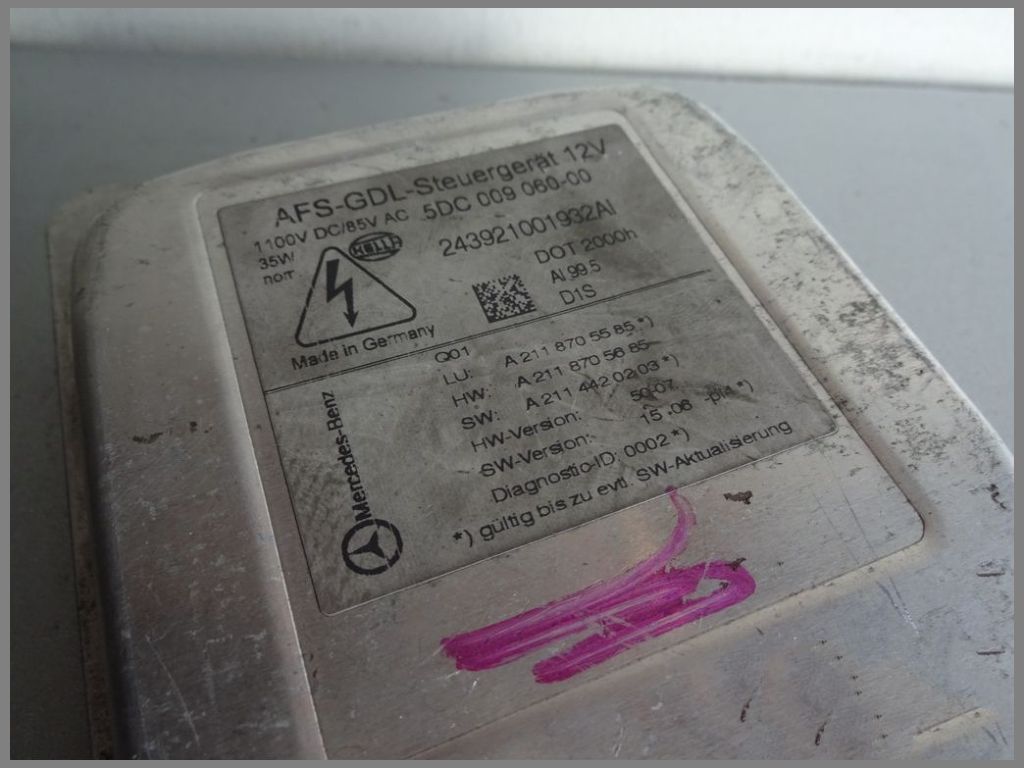 AFS-GDL-Steuergerät 12V
1100V DC/85V AC 5DC 009 060-00
35W
nom
HELLA
243921001932AI
DOT 2000h
Al 99.5
D1S
Made in Germany
Q01
LU: A 211 870 55 85 *)
HW: A 211 870 56 85
SW: A 211 442 02 03 *)
HW-Version: 50.07
SW-Version: 15.06
Diagnostic-ID: 0002 *)
*) gültig bis zu evtl. SW-Aktualisierung
Mercedes-Benz